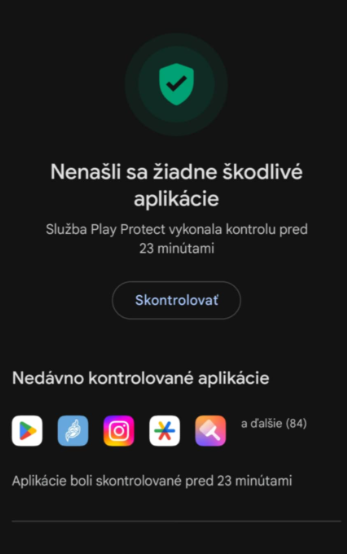 Nenašli sa žiadne škodlivé
aplikácie
Služba Play Protect vykonala kontrolu pred
23 minútami
Skontrolovať
Nedávno kontrolované aplikácie
a ďalšie (84)
Aplikácie boli skontrolované pred 23 minútami